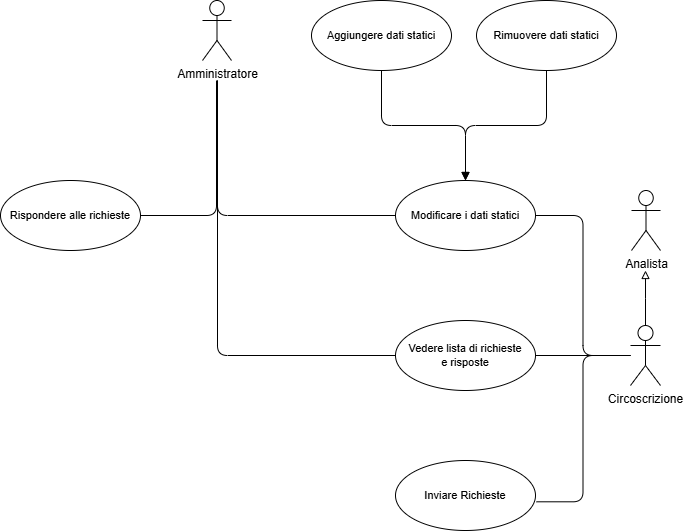 Aggiungere dati statici
Rimuovere dati statici
Amministratore
Rispondere alle richieste
Modificare i dati statici
Analista
Vedere lista di richieste
e risposte
Circoscrizione
Inviare Richieste